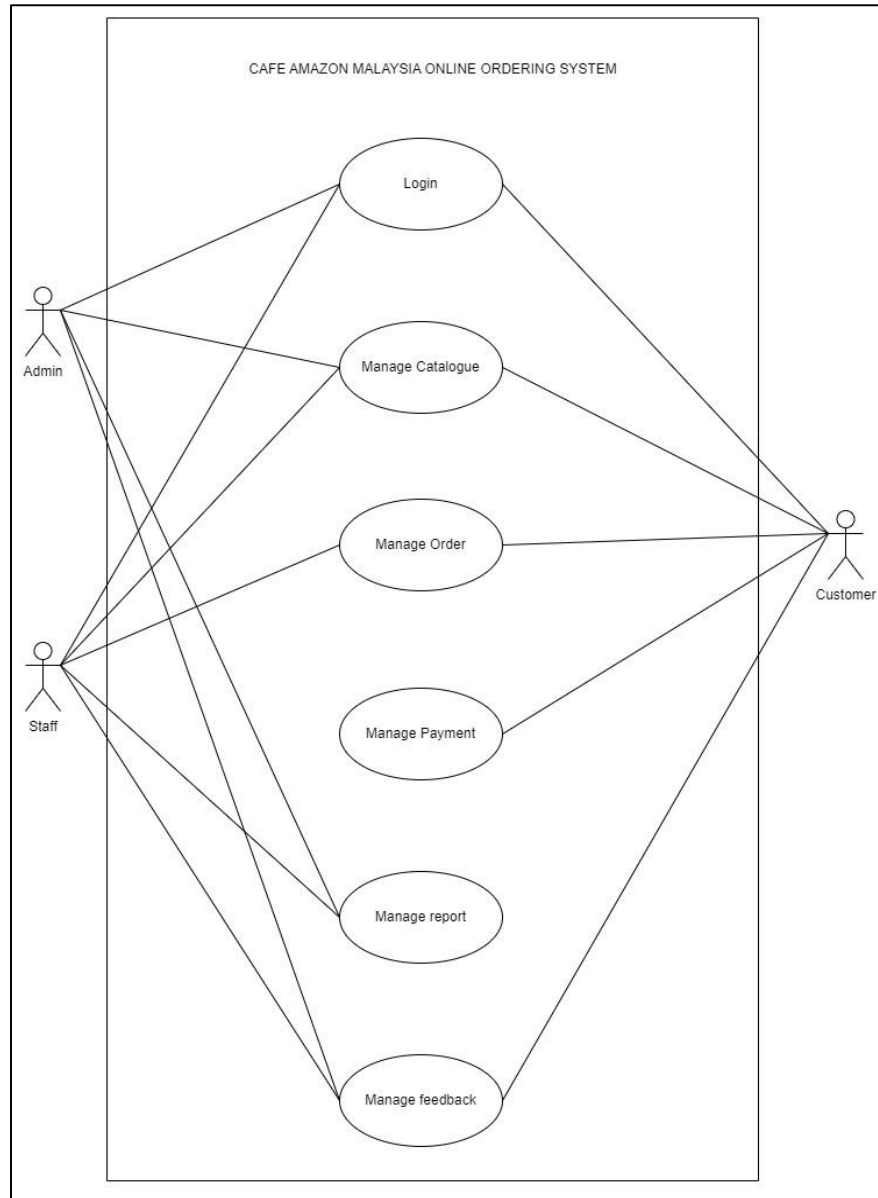 CAFE AMAZON MALAYSIA ONLINE ORDERING SYSTEM
Login
Admin
Manage Catalogue
Manage Order
Customer
Staff
Manage Payment
Manage report
Manage feedback